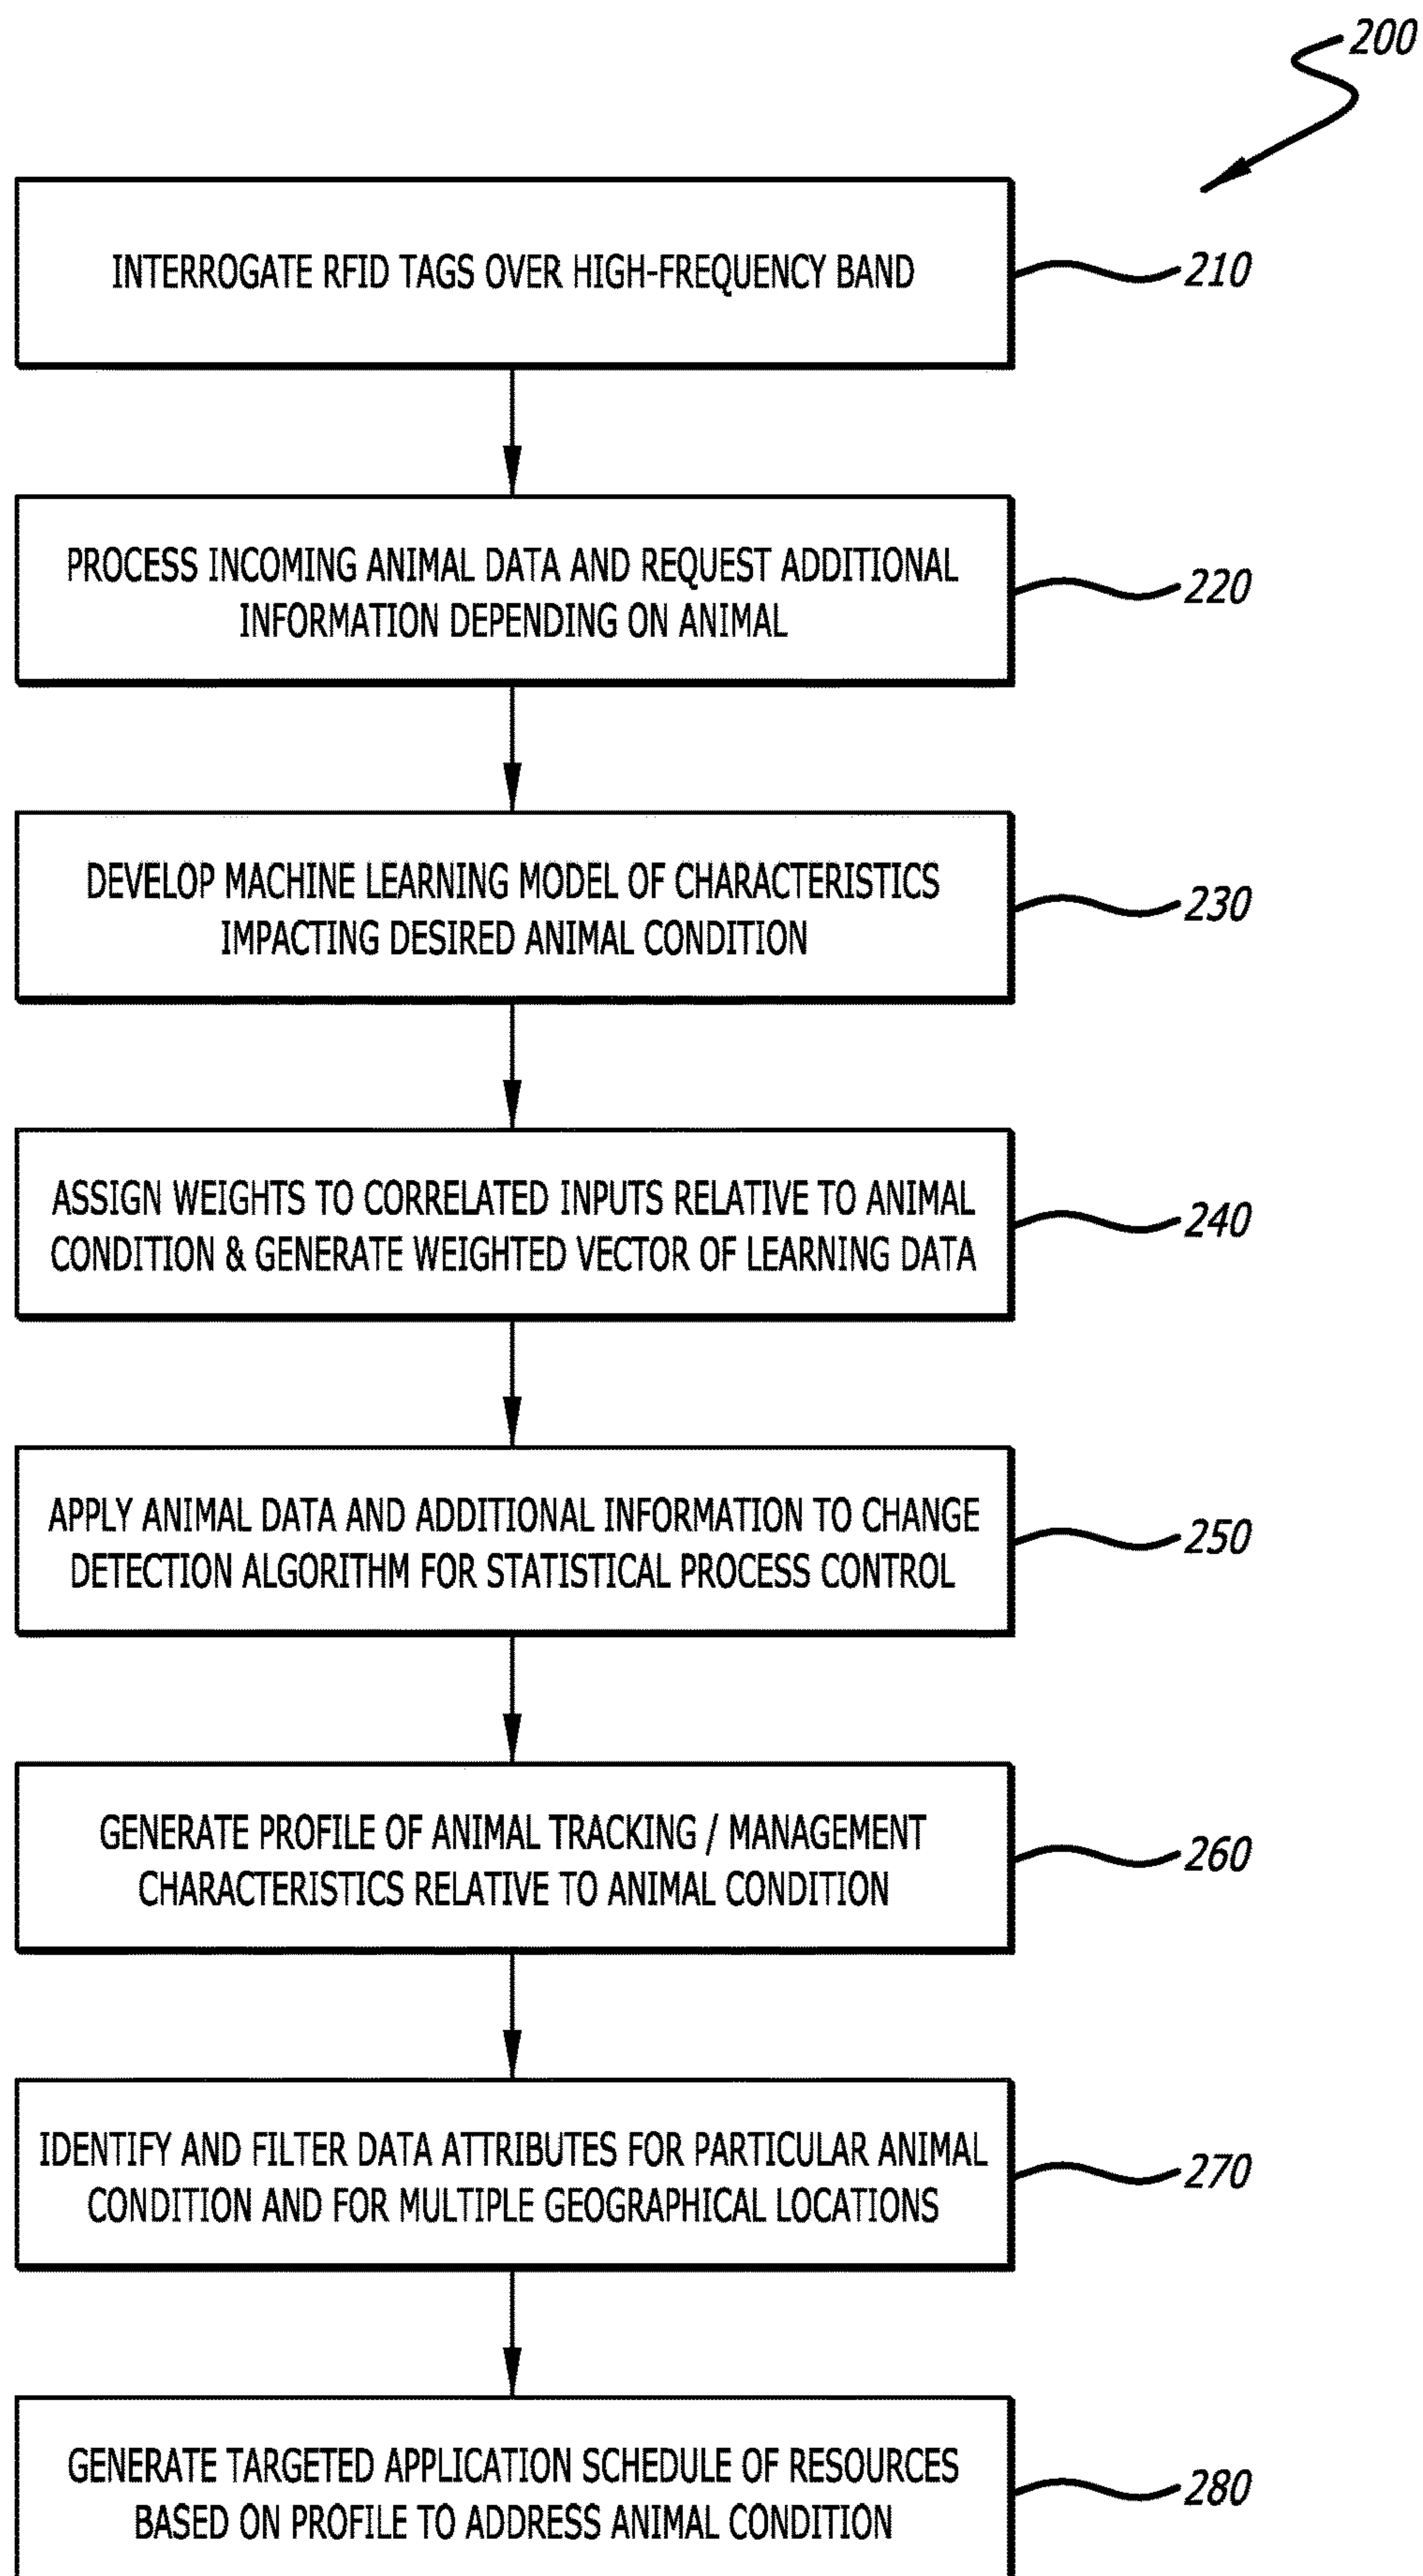 200
INTERROGATE RFID TAGS OVER HIGH-FREQUENCY BAND
210
PROCESS INCOMING ANIMAL DATA AND REQUEST ADDITIONAL
INFORMATION DEPENDING ON ANIMAL
220
DEVELOP MACHINE LEARNING MODEL OF CHARACTERISTICS
IMPACTING DESIRED ANIMAL CONDITION
230
ASSIGN WEIGHTS TO CORRELATED INPUTS RELATIVE TO ANIMAL
CONDITION & GENERATE WEIGHTED VECTOR OF LEARNING DATA
240
APPLY ANIMAL DATA AND ADDITIONAL INFORMATION TO CHANGE
DETECTION ALGORITHM FOR STATISTICAL PROCESS CONTROL
250
GENERATE PROFILE OF ANIMAL TRACKING / MANAGEMENT
CHARACTERISTICS RELATIVE TO ANIMAL CONDITION
260
IDENTIFY AND FILTER DATA ATTRIBUTES FOR PARTICULAR ANIMAL
CONDITION AND FOR MULTIPLE GEOGRAPHICAL LOCATIONS
270
GENERATE TARGETED APPLICATION SCHEDULE OF RESOURCES
BASED ON PROFILE TO ADDRESS ANIMAL CONDITION
280